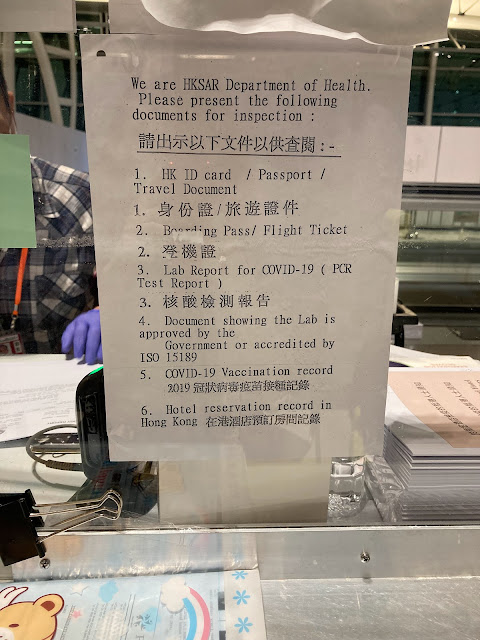 We are HKSAR Department of Health.
Please present the following
documents for inspection :
請出示以下文件以供查閱：-
1. HK ID card / Passport /
Travel Document
1. 身份證/旅遊證件
2. Boarding Pass/ Flight Ticket
2. 登機證
3. Lab Report for COVID-19 ( PCR
Test Report )
3. 核酸檢測報告
4. Document showing the Lab is
approved by the
Government or accredited by
ISO 15189
5. COVID-19 Vaccination record
2019冠狀病毒疫苗接種記錄
6. Hotel reservation record in
Hong Kong 在港酒店預訂房間記錄